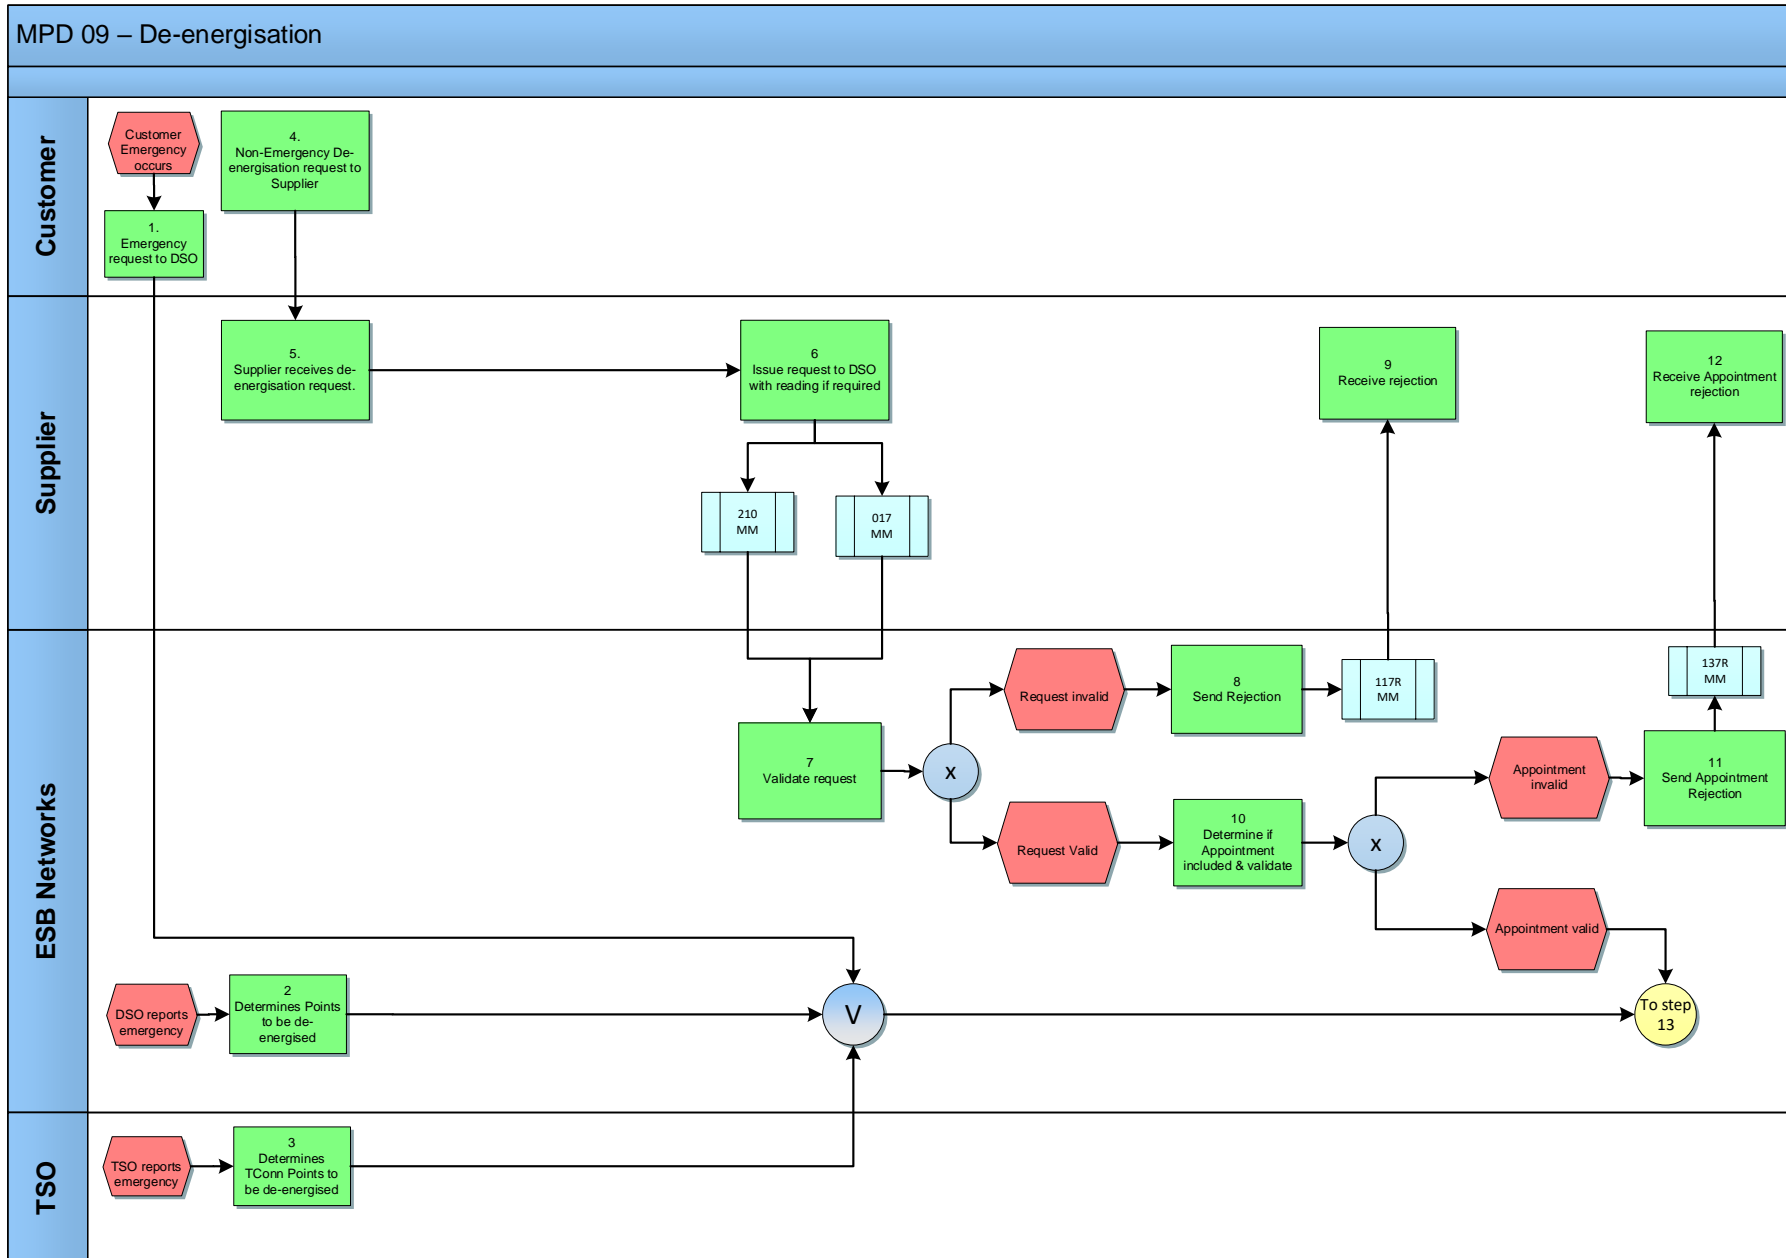 MPD 09 – De-energisation
Customer
Customer
Emergency
occurs
1.
Emergency
request to DSO
4.
Non-Emergency De-
energisation request to
Supplier
Supplier
5.
Supplier receives de-
energisation request.
6
Issue request to DSO
with reading if required
210
MM
017
MM
9
Receive rejection
12
Receive Appointment
rejection
ESB Networks
7
Validate request
X
Request invalid
8
Send Rejection
117R
MM
Request Valid
10
Determine if
Appointment
included & validate
X
Appointment
invalid
11
Send Appointment
Rejection
137R
MM
Appointment valid
DSO reports
emergency
2
Determines Points
to be de-
energised
V
To step
13
TSO
TSO reports
emergency
3
Determines
TConn Points to
be de-energised